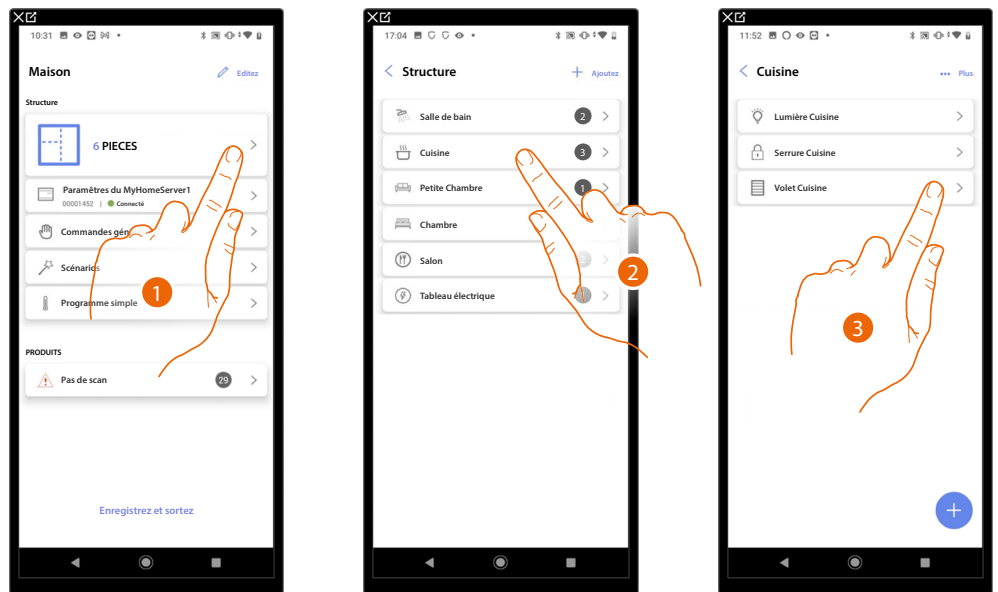 10:31
Maison
Editez
Structure
6 PIECES
Paramètres du MyHomeServer1
00001452 | Connecté
Commandes gén
Scénarios
Programme simple
1
PRODUITS
Pas de scan
29
Enregistrez et sortez
17:04
Structure
Ajoutez
Salle de bain
2
Cuisine
3
Petite Chambre
1
Chambre
Salon
2
Tableau électrique
2
11:52
Cuisine
Plus
Lumière Cuisine
Serrure Cuisine
Volet Cuisine
3